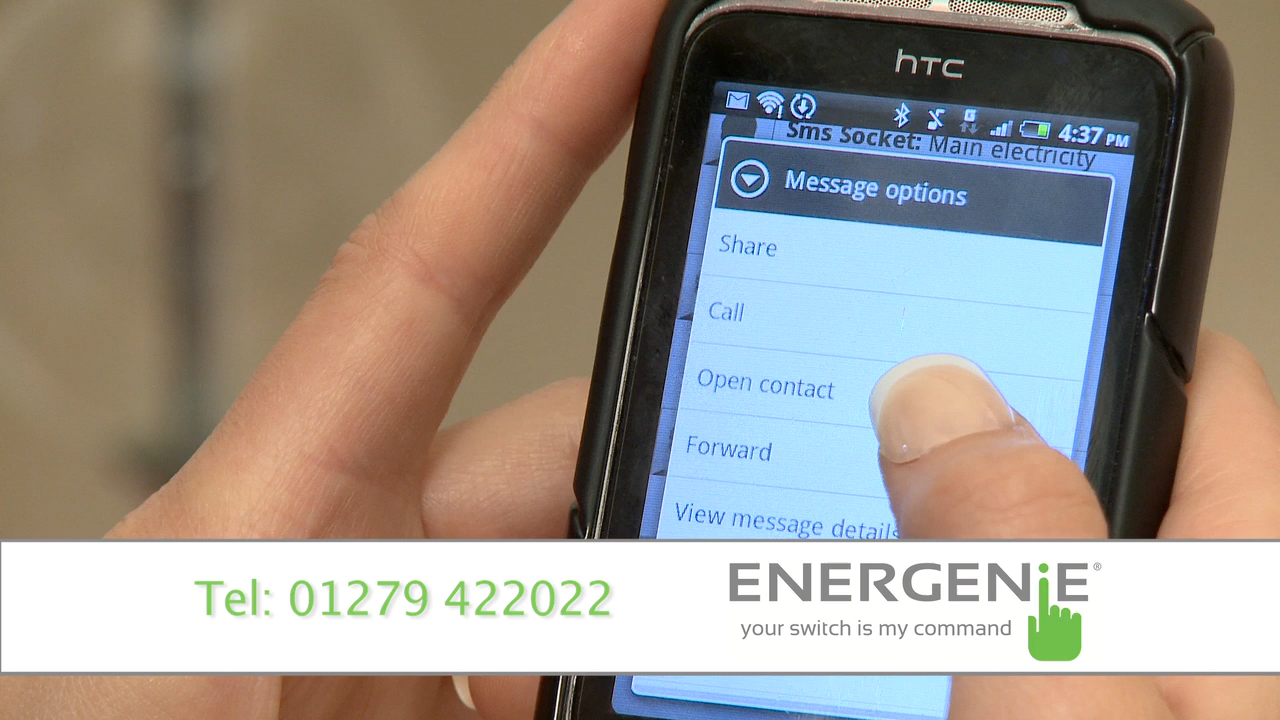 hTC
4:37 PM
Sms Socket: Main electricity
Message options
Share
Call
Open contact
Forward
View message details
Tel: 01279 422022
ENERGENiE®
your switch is my command